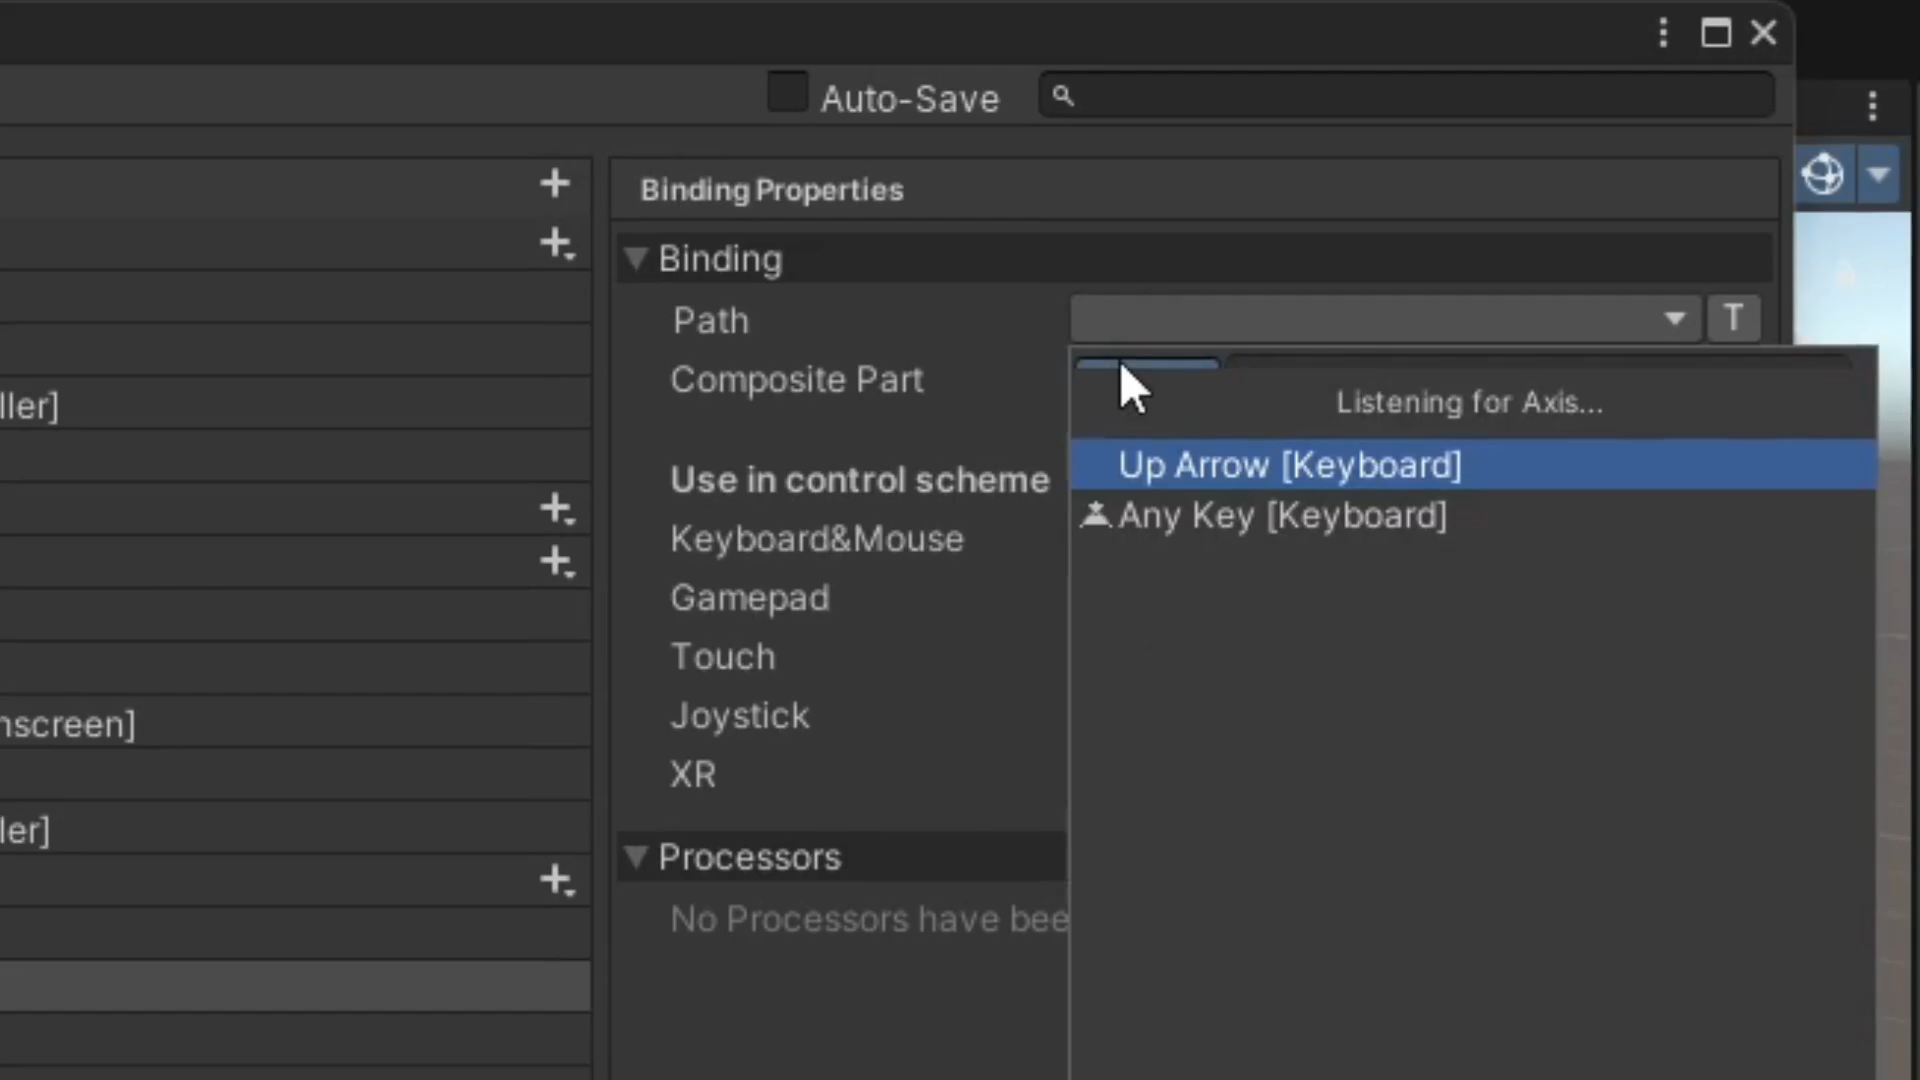 Auto-Save
Binding Properties
Binding
Path
T
Composite Part
Listening for Axis...
Up Arrow [Keyboard]
Any Key [Keyboard]
Use in control scheme
Keyboard&Mouse
Gamepad
Touch
Joystick
XR
Processors
No Processors have bee
ller]
nscreen]
ler]